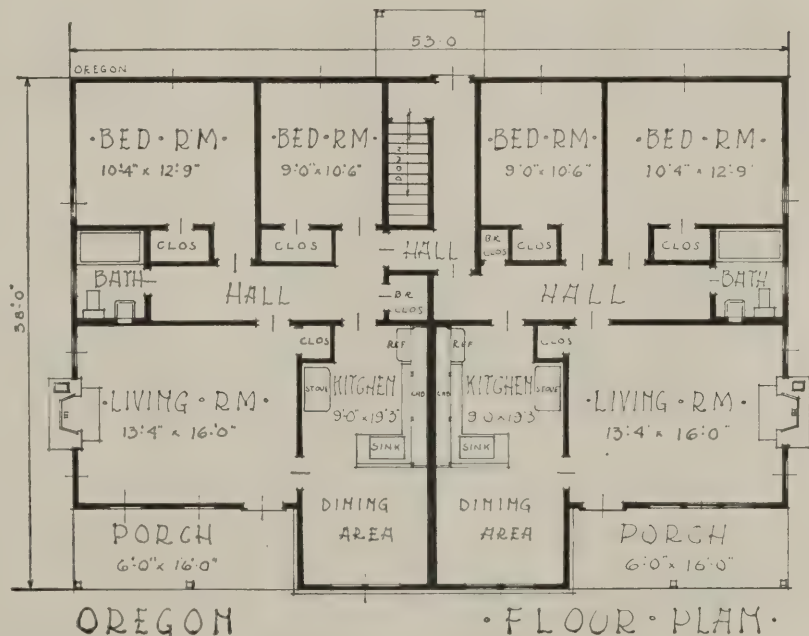 53-0
OREGON
·BED·RM· ·BED·RM· ·BED·RM· ·BED·RM·
10'-4" x 12'-9" 9'-0" x 10'-6" 9'-0" x 10'-6" 10'-4" x 12'-9
CLOS CLOS HALL BR CLOS CLOS CLOS
BATH HALL BR CLOS HALL BATH
38'-0"
CLOS REF REF CLOS
·LIVING·RM· STOVE KITCHEN CAB CAB KITCHEN STOVE ·LIVING·RM·
13'-4" x 16'-0" 9'-0" x 19'-3" 9-0 x 19'-3 13'-4" x 16'-0"
SINK SINK
PORCH DINING AREA DINING AREA PORCH
6'-0" x 16'-0" 6'-0" x 16'-0"
OREGON ·FLOUR·PLAM·